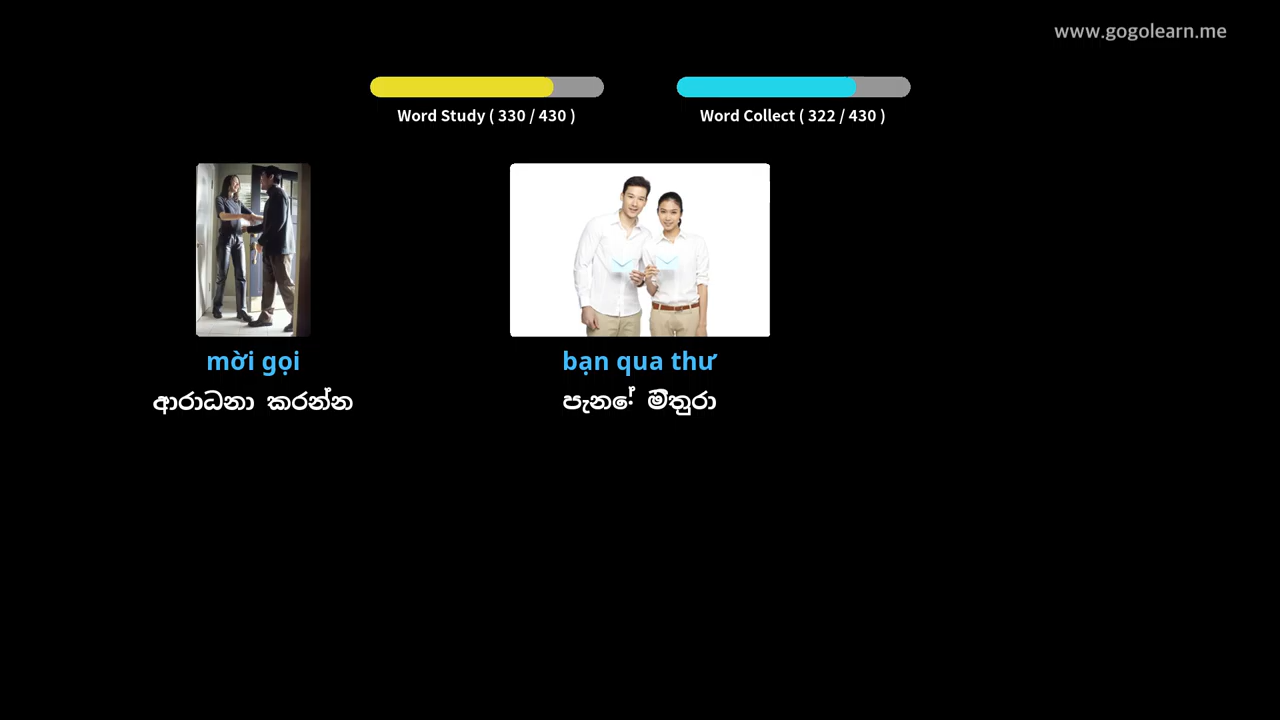 www.gogolearn.me
Word Study ( 330 / 430 )
Word Collect ( 322 / 430 )
mời gọi
bạn qua thư
ආරාධනා කරන්න
පැනේ මිතුරා